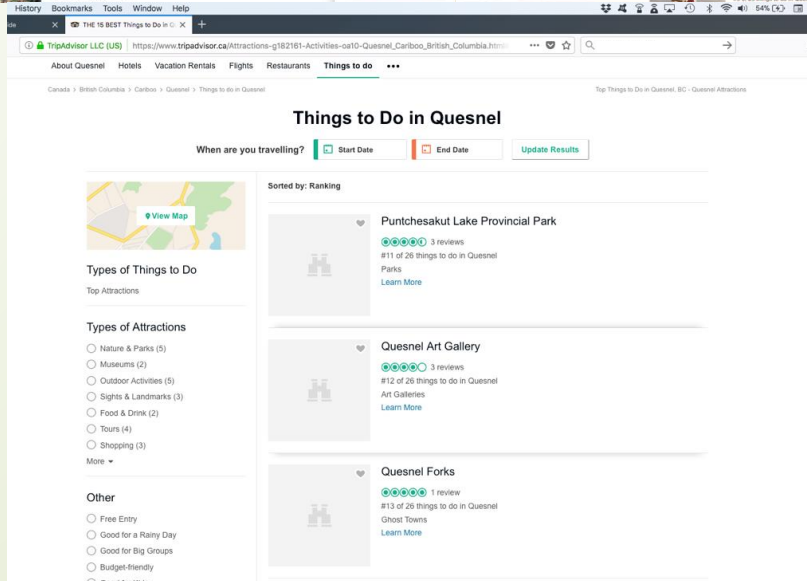 History Bookmarks Tools Window Help
54%
THE 15 BEST Things to Do in
TripAdvisor LLC (US) https://www.tripadvisor.ca/Attractions-g182161-Activities-oa10-Quesnel_Cariboo_British_Columbia.html
About Quesnel Hotels Vacation Rentals Flights Restaurants Things to do •••
Canada > British Columbia > Cariboo > Quesnel > Things to do in Quesnel
Top Things to Do in Quesnel, BC - Quesnel Attractions
Things to Do in Quesnel
When are you travelling? Start Date End Date Update Results
View Map
Types of Things to Do
Top Attractions
Types of Attractions
Nature & Parks (5)
Museums (2)
Outdoor Activities (5)
Sights & Landmarks (3)
Food & Drink (2)
Tours (4)
Shopping (3)
More
Other
Free Entry
Good for a Rainy Day
Good for Big Groups
Budget-friendly
Sorted by: Ranking
Puntchesakut Lake Provincial Park
3 reviews
#11 of 26 things to do in Quesnel
Parks
Learn More
Quesnel Art Gallery
3 reviews
#12 of 26 things to do in Quesnel
Art Galleries
Learn More
Quesnel Forks
1 review
#13 of 26 things to do in Quesnel
Ghost Towns
Learn More